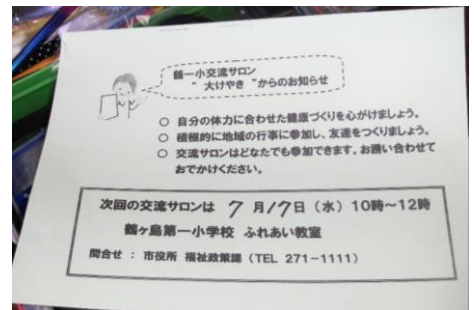 鶴一小交流サロン
“大けやき”からのお知らせ
○ 自分の体力に合わせた健康づくりを心がけましょう。
○ 積極的に地域の行事に参加し、友達をつくりましょう。
○ 交流サロンはどなたでも参加できます。お誘い合わせて
おでかけください。
次回の交流サロンは 7月17日(水)10時~12時
鶴ヶ島第一小学校 ふれあい教室
問合せ : 市役所 福祉政策課(TEL 271-1111)